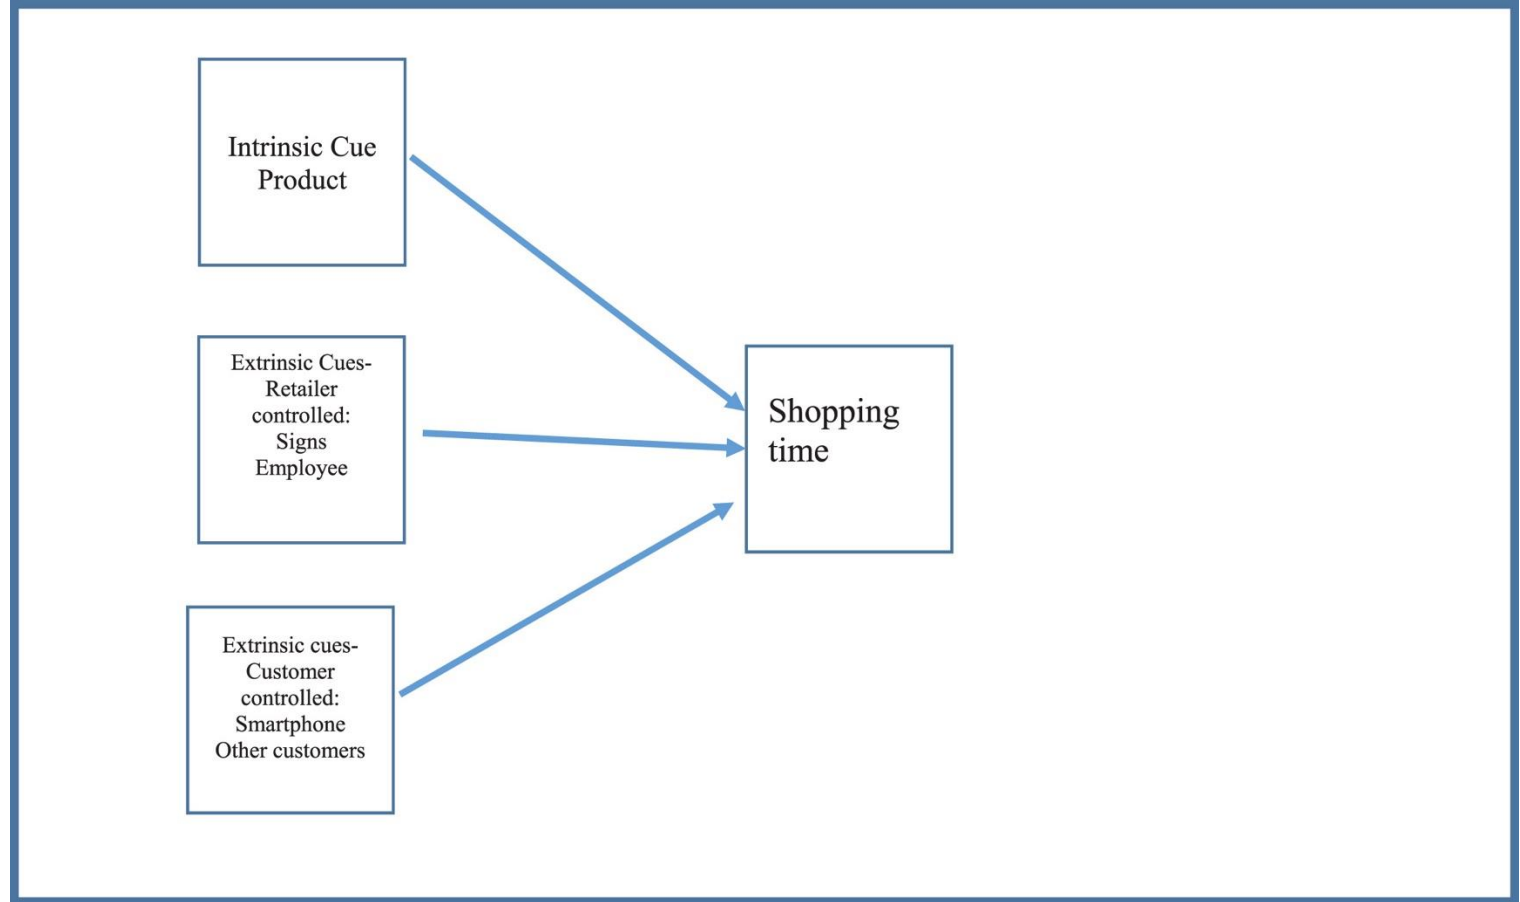 Intrinsic Cue
Product
Extrinsic Cues-
Retailer
controlled:
Signs
Employee
Shopping
time
Extrinsic cues-
Customer
controlled:
Smartphone
Other customers